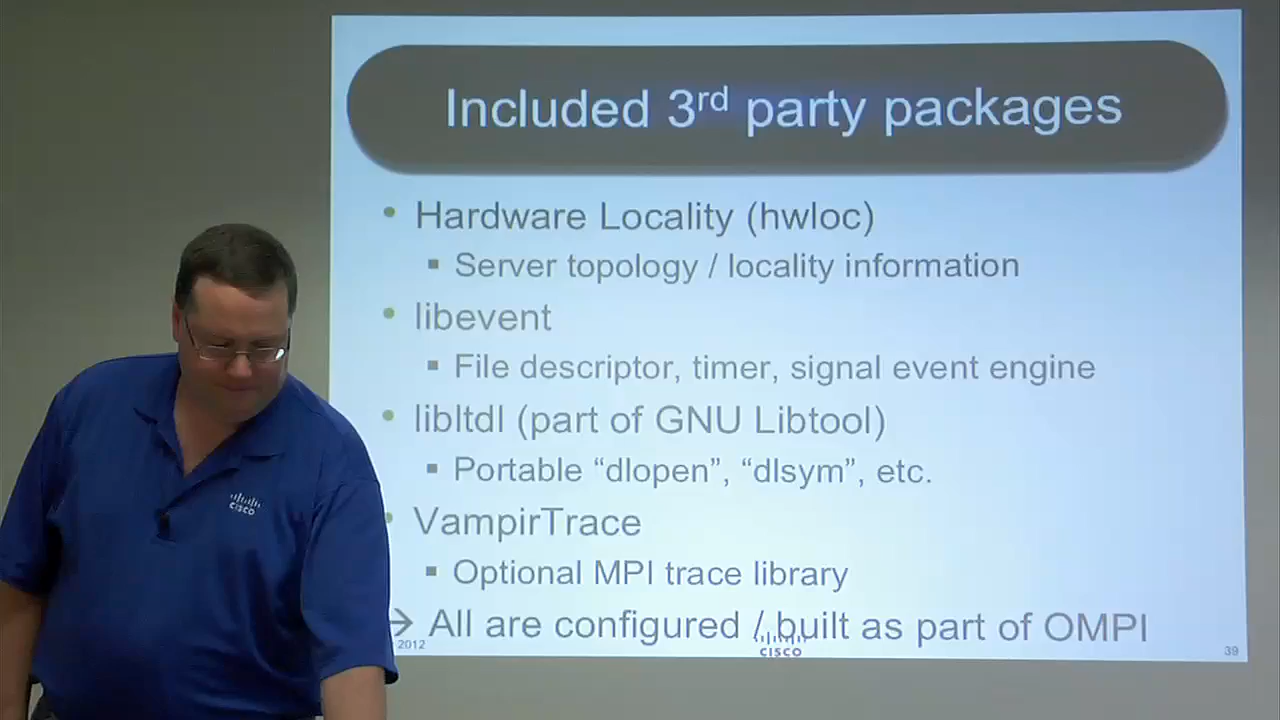 Included 3rd party packages
• Hardware Locality (hwloc)
▪ Server topology / locality information
• libevent
▪ File descriptor, timer, signal event engine
• libltdl (part of GNU Libtool)
▪ Portable “dlopen”, “dlsym”, etc.
• VampirTrace
▪ Optional MPI trace library
→ All are configured / built as part of OMPI
2012
CISCO
39
CISCO